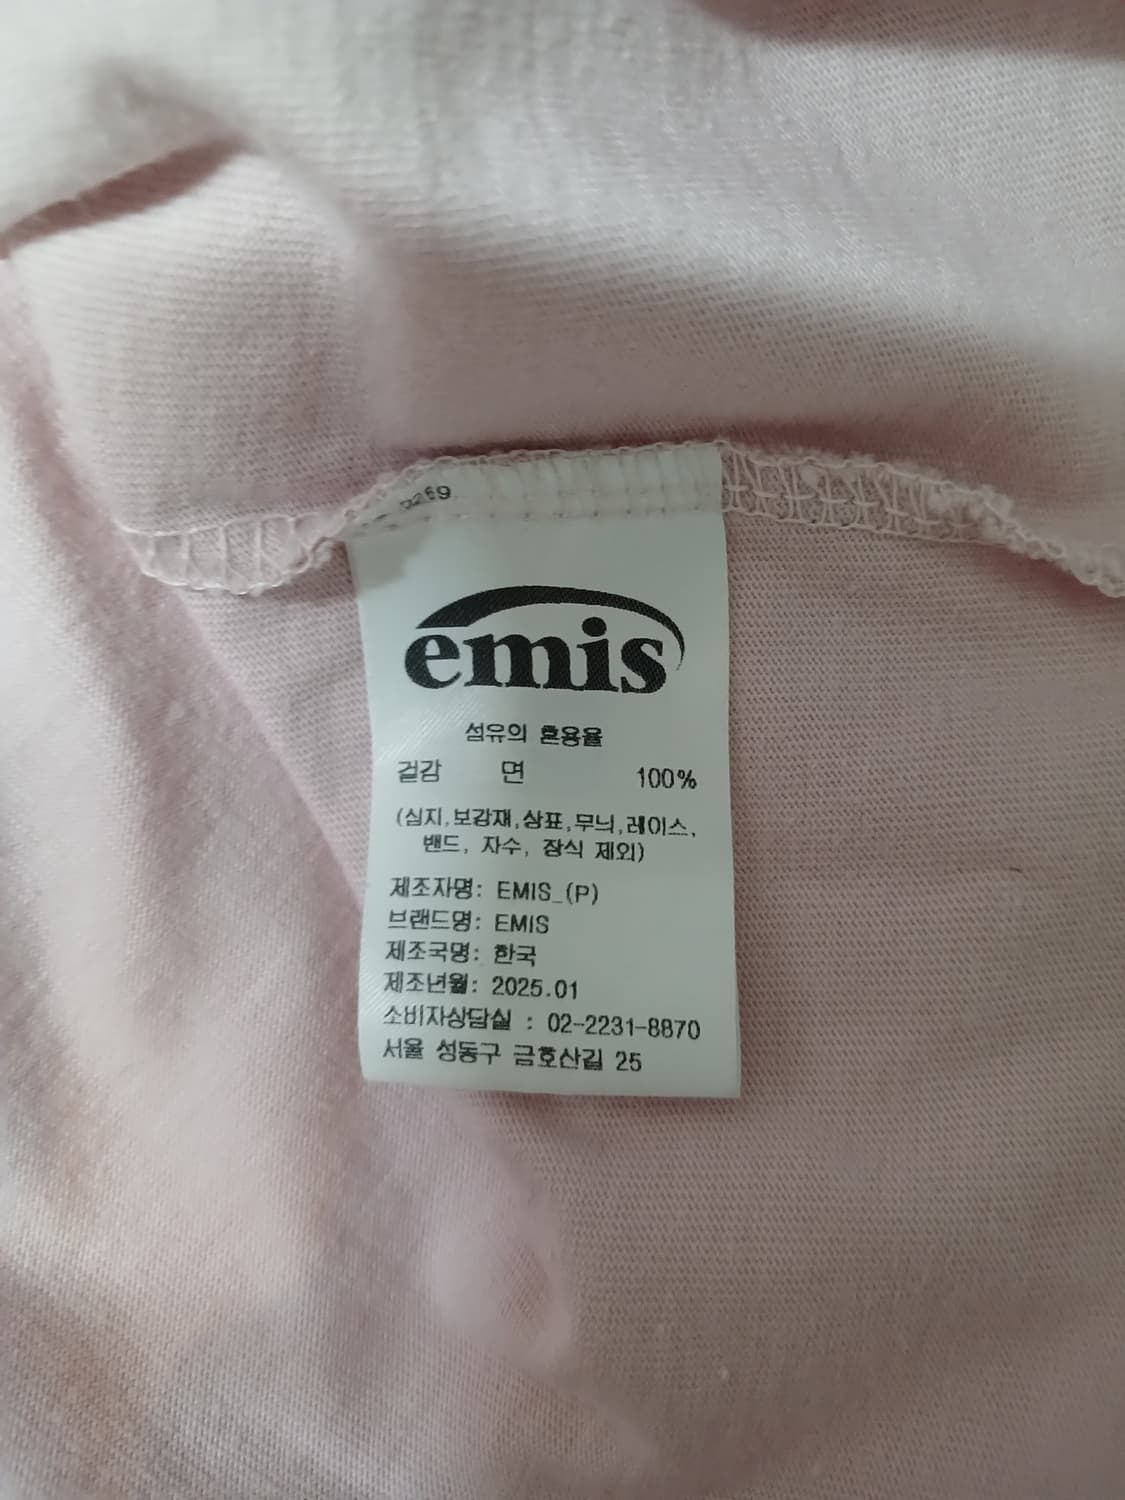 emis
섬유의 혼용율
겉감 면 100%
(심지,보강재,상표,무늬,레이스,
밴드, 자수, 장식 제외)
제조자명: EMIS_(P)
브랜드명: EMIS
제조국명: 한국
제조년월: 2025.01
소비자상담실 : 02-2231-8870
서울 성동구 금호산길 25